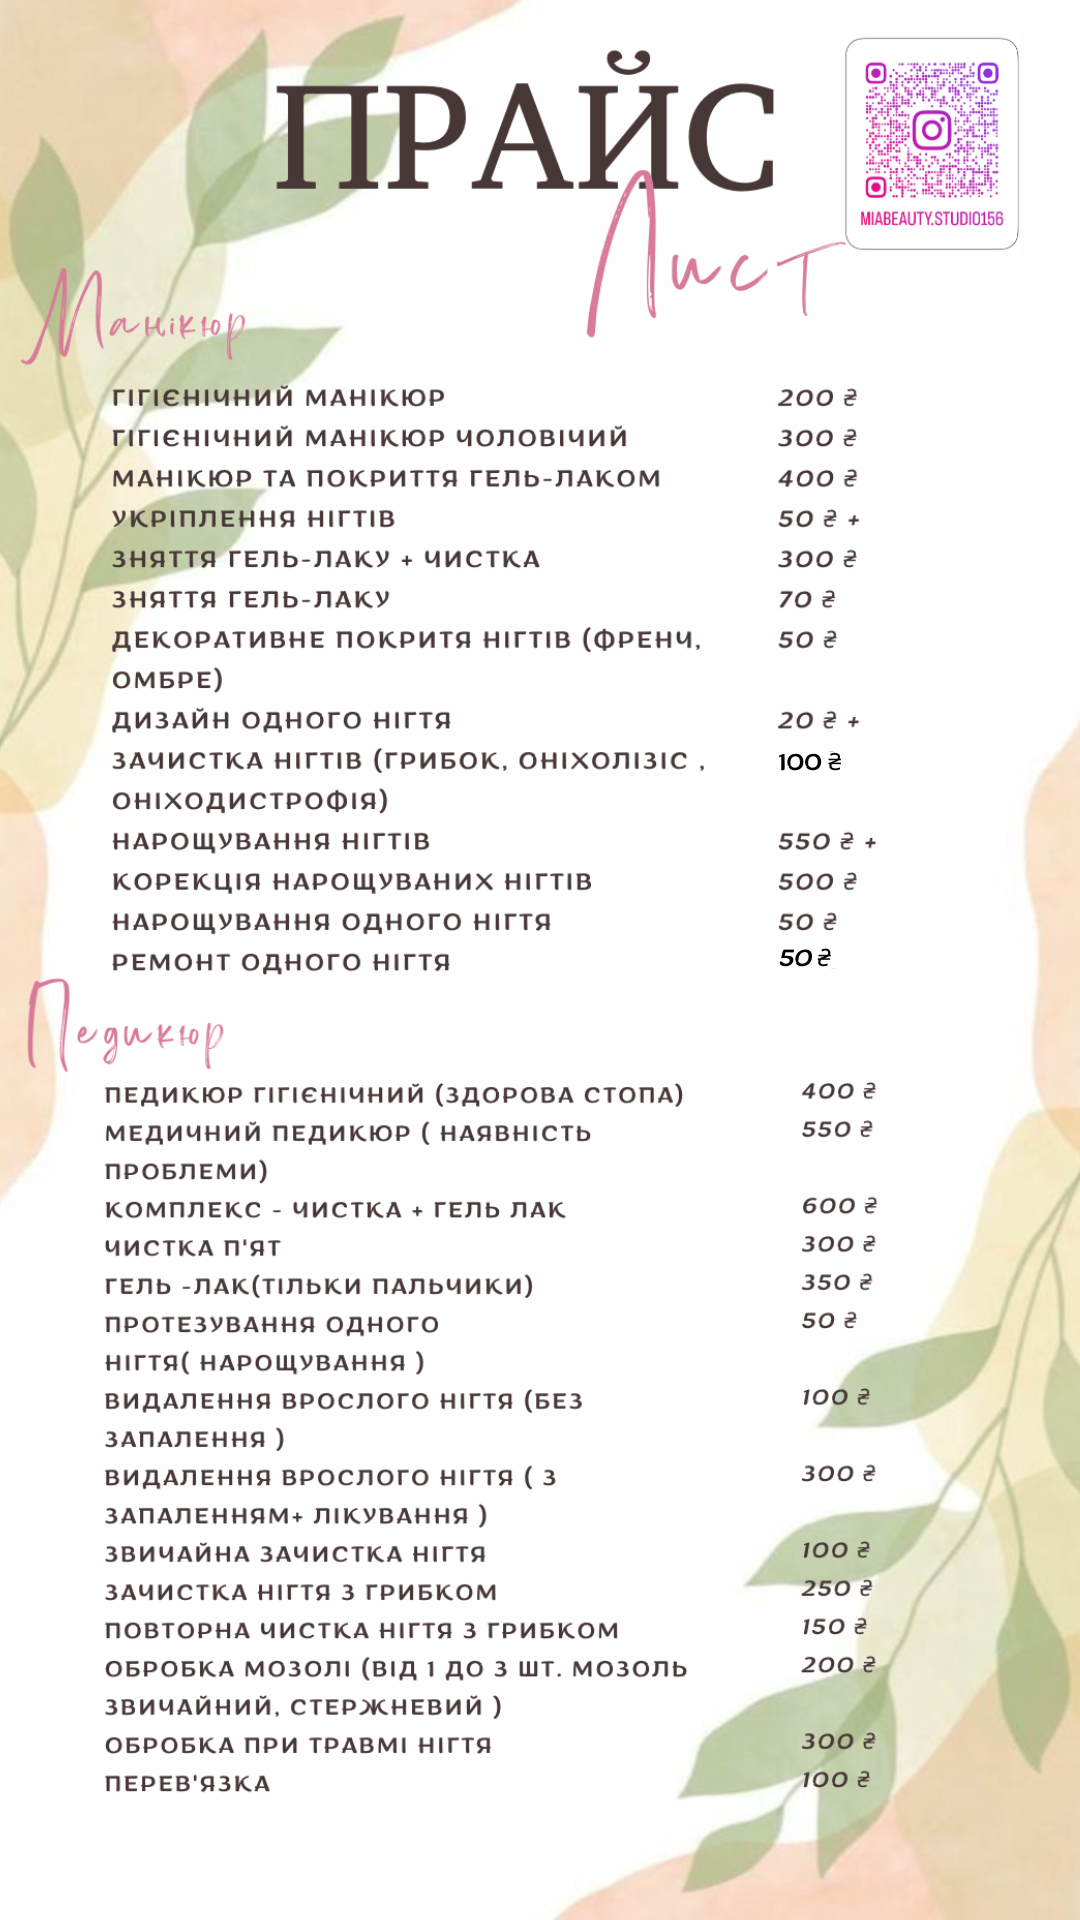 ПРАЙС
Лист
MIABEAUTY.STUDIO156
Манікюр
ГІГІЄНІЧНИЙ МАНІКЮР 200 ₴
ГІГІЄНІЧНИЙ МАНІКЮР ЧОЛОВІЧИЙ 300 ₴
МАНІКЮР ТА ПОКРИТТЯ ГЕЛЬ-ЛАКОМ 400 ₴
УКРІПЛЕННЯ НІГТІВ 50 ₴ +
ЗНЯТТЯ ГЕЛЬ-ЛАКУ + ЧИСТКА 300 ₴
ЗНЯТТЯ ГЕЛЬ-ЛАКУ 70 ₴
ДЕКОРАТИВНЕ ПОКРИТЯ НІГТІВ (ФРЕНЧ, 50 ₴
ОМБРЕ)
ДИЗАЙН ОДНОГО НІГТЯ 20 ₴ +
ЗАЧИСТКА НІГТІВ (ГРИБОК, ОНІХОЛІЗІС , 100 ₴
ОНІХОДИСТРОФІЯ)
НАРОЩУВАННЯ НІГТІВ 550 ₴ +
КОРЕКЦІЯ НАРОЩУВАНИХ НІГТІВ 500 ₴
НАРОЩУВАННЯ ОДНОГО НІГТЯ 50 ₴
РЕМОНТ ОДНОГО НІГТЯ 50 ₴
Педикюр
ПЕДИКЮР ГІГІЄНІЧНИЙ (ЗДОРОВА СТОПА) 400 ₴
МЕДИЧНИЙ ПЕДИКЮР ( НАЯВНІСТЬ 550 ₴
ПРОБЛЕМИ)
КОМПЛЕКС - ЧИСТКА + ГЕЛЬ ЛАК 600 ₴
ЧИСТКА П'ЯТ 300 ₴
ГЕЛЬ -ЛАК(ТІЛЬКИ ПАЛЬЧИКИ) 350 ₴
ПРОТЕЗУВАННЯ ОДНОГО 50 ₴
НІГТЯ( НАРОЩУВАННЯ )
ВИДАЛЕННЯ ВРОСЛОГО НІГТЯ (БЕЗ 100 ₴
ЗАПАЛЕННЯ )
ВИДАЛЕННЯ ВРОСЛОГО НІГТЯ ( З 300 ₴
ЗАПАЛЕННЯМ+ ЛІКУВАННЯ )
ЗВИЧАЙНА ЗАЧИСТКА НІГТЯ 100 ₴
ЗАЧИСТКА НІГТЯ З ГРИБКОМ 250 ₴
ПОВТОРНА ЧИСТКА НІГТЯ З ГРИБКОМ 150 ₴
ОБРОБКА МОЗОЛІ (ВІД 1 ДО 3 ШТ. МОЗОЛЬ 200 ₴
ЗВИЧАЙНИЙ, СТЕРЖНЕВИЙ )
ОБРОБКА ПРИ ТРАВМІ НІГТЯ 300 ₴
ПЕРЕВ'ЯЗКА 100 ₴